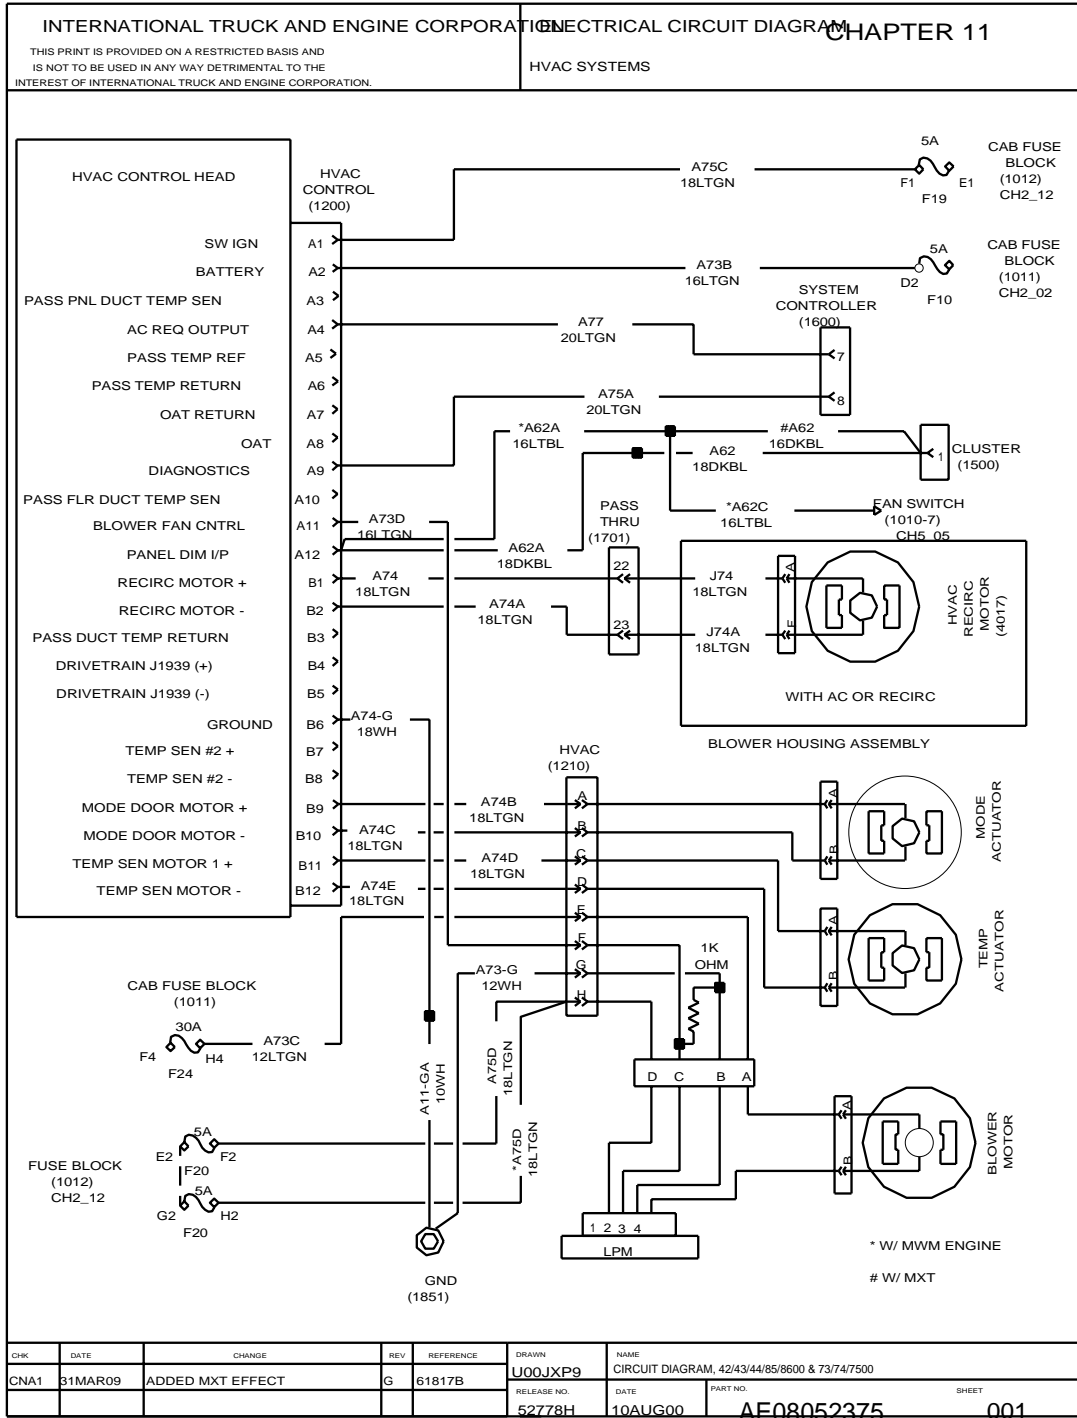 INTERNATIONAL TRUCK AND ENGINE CORPORATION
ELECTRICAL CIRCUIT DIAGRAM
CHAPTER 11
THIS PRINT IS PROVIDED ON A RESTRICTED BASIS AND
IS NOT TO BE USED IN ANY WAY DETRIMENTAL TO THE
INTEREST OF INTERNATIONAL TRUCK AND ENGINE CORPORATION.
HVAC SYSTEMS
HVAC CONTROL HEAD
HVAC
CONTROL
(1200)
SW IGN A1
BATTERY A2
PASS PNL DUCT TEMP SEN A3
AC REQ OUTPUT A4
PASS TEMP REF A5
PASS TEMP RETURN A6
OAT RETURN A7
OAT A8
DIAGNOSTICS A9
PASS FLR DUCT TEMP SEN A10
BLOWER FAN CNTRL A11
PANEL DIM I/P A12
RECIRC MOTOR + B1
RECIRC MOTOR - B2
PASS DUCT TEMP RETURN B3
DRIVETRAIN J1939 (+) B4
DRIVETRAIN J1939 (-) B5
GROUND B6
TEMP SEN #2 + B7
TEMP SEN #2 - B8
MODE DOOR MOTOR + B9
MODE DOOR MOTOR - B10
TEMP SEN MOTOR 1 + B11
TEMP SEN MOTOR - B12
A75C
18LTGN
5A
F1 E1
F19
CAB FUSE
BLOCK
(1012)
CH2_12
A73B
16LTGN
5A
D2
F10
CAB FUSE
BLOCK
(1011)
CH2_02
SYSTEM
CONTROLLER
(1600)
7
8
A77
20LTGN
A75A
20LTGN
*A62A
16LTBL
#A62
16DKBL
A62
18DKBL
1
CLUSTER
(1500)
*A62C
16LTBL
FAN SWITCH
(1010-7)
CH5_05
A73D
16LTGN
A62A
18DKBL
PASS
THRU
(1701)
22
23
A74
18LTGN
A74A
18LTGN
J74
18LTGN
J74A
18LTGN
A
F
HVAC
RECIRC
MOTOR
(4017)
WITH AC OR RECIRC
BLOWER HOUSING ASSEMBLY
A74-G
18WH
HVAC
(1210)
A
B
C
D
E
F
G
H
A74B
18LTGN
A74C
18LTGN
A74D
18LTGN
A74E
18LTGN
A
B
MODE
ACTUATOR
A
B
TEMP
ACTUATOR
1K
OHM
A73-G
12WH
CAB FUSE BLOCK
(1011)
30A
F4 H4
F24
A73C
12LTGN
A11-GA
10WH
A75D
18LTGN
*A75D
18LTGN
D C B A
FUSE BLOCK
(1012)
CH2_12
5A
E2 F2
F20
5A
G2 H2
F20
A
B
BLOWER
MOTOR
1 2 3 4
LPM
GND
(1851)
* W/ MWM ENGINE
# W/ MXT
CHK DATE CHANGE REV REFERENCE
CNA1 31MAR09 ADDED MXT EFFECT G 61817B
DRAWN
U00JXP9
NAME
CIRCUIT DIAGRAM, 42/43/44/85/8600 & 73/74/7500
RELEASE NO.
52778H
DATE
10AUG00
PART NO.
AE08052375
SHEET
001